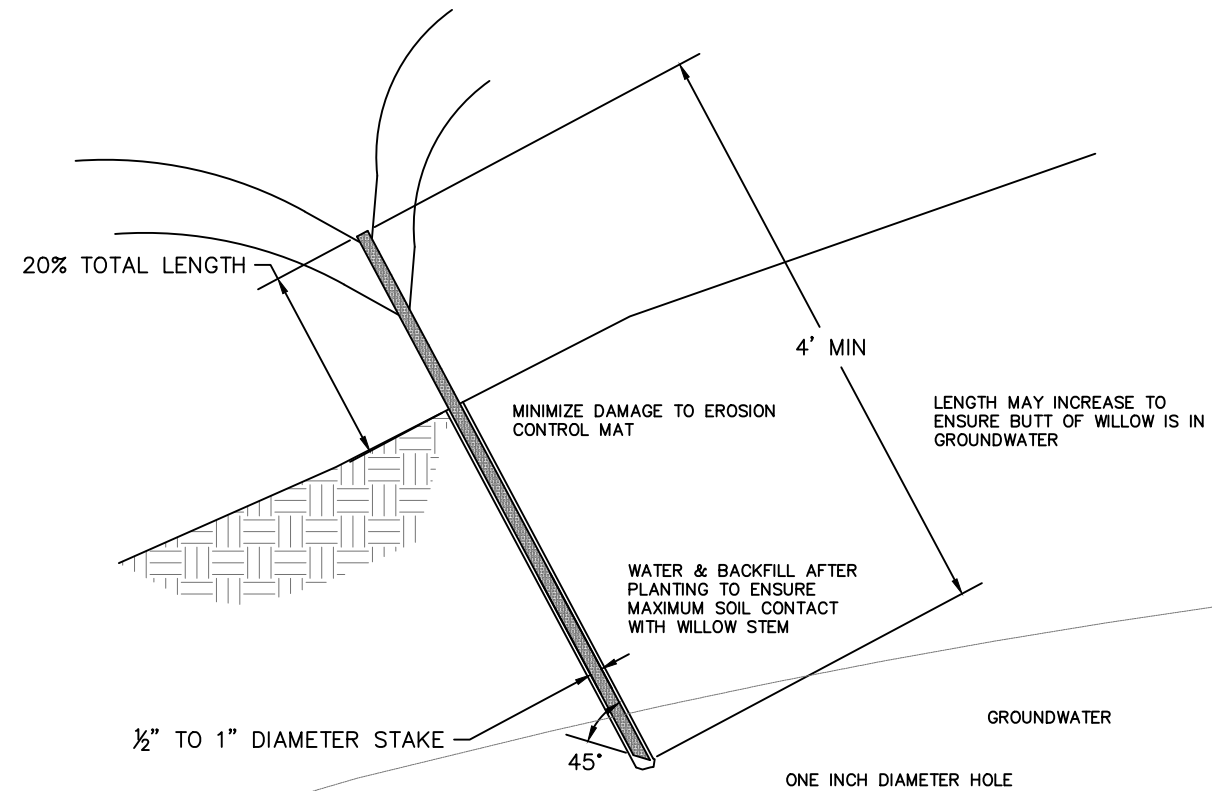 20% TOTAL LENGTH
4' MIN
MINIMIZE DAMAGE TO EROSION
CONTROL MAT
LENGTH MAY INCREASE TO
ENSURE BUTT OF WILLOW IS IN
GROUNDWATER
WATER & BACKFILL AFTER
PLANTING TO ENSURE
MAXIMUM SOIL CONTACT
WITH WILLOW STEM
½" TO 1" DIAMETER STAKE
45°
GROUNDWATER
ONE INCH DIAMETER HOLE